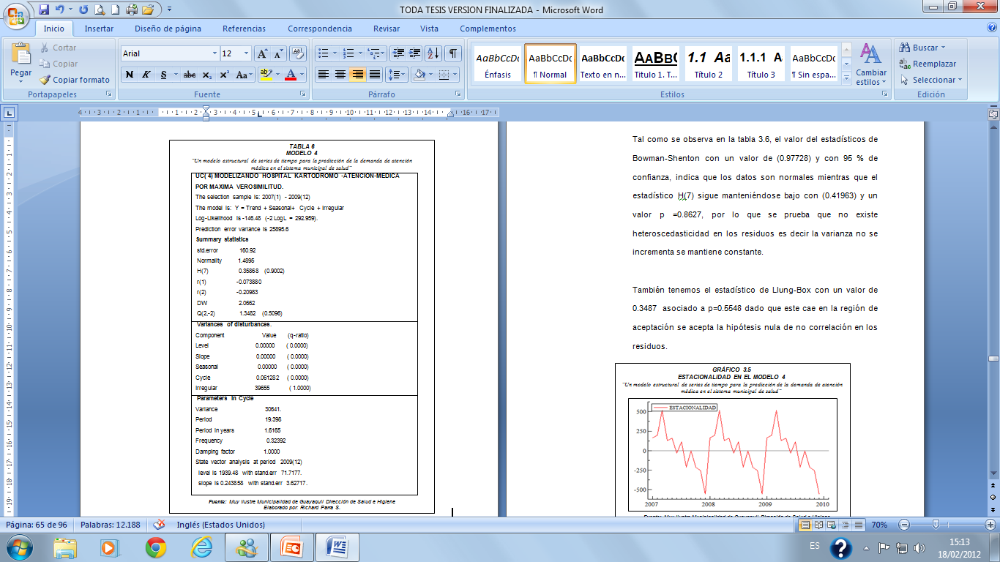 TODA TESIS VERSION FINALIZADA - Microsoft Word
Inicio Insertar Diseño de página Referencias Correspondencia Revisar Vista Complementos
Pegar
Cortar
Copiar
Copiar formato
Portapapeles
Arial 12
N K S abc x₂ x² Aa
Fuente
Párrafo
AaBbCcDc AaBbCcDc AaBbCcDc AABBC 1.1 Aa 1.1.1 A AaBbCcDc
Énfasis ¶ Normal Texto en n... Titulo 1. T... Título 2 Título 3 ¶ Sin espa...
Cambiar estilos
Estilos
Buscar
Reemplazar
Seleccionar
Edición
TABLA 6
MODELO 4
"Un modelo estructural de series de tiempo para la predicción de la demanda de atención
médica en el sistema municipal de salud"
UC( 4) MODELIZANDO HOSPITAL KARTODROMO -ATENCION-MEDICA
POR MAXIMA VEROSIMILITUD.
The selection sample is: 2007(1) - 2009(12)
The model is: Y = Trend + Seasonal+ Cycle + Irregular
Log-Likelihood is -146.48 (-2 LogL = 292.959).
Prediction error variance is 25895.6
Summary statistics
std.error 160.92
Normality 1.4895
H(7) 0.35868 (0.9002)
r(1) -0.073880
r(2) -0.20983
DW 2.0662
Q(2,-2) 1.3482 (0.5096)
Variances of disturbances.
Component Value (q-ratio)
Level 0.00000 ( 0.0000)
Slope 0.00000 ( 0.0000)
Seasonal 0.00000 ( 0.0000)
Cycle 0.061282 ( 0.0000)
Irregular 39655 ( 1.0000)
Parameters in Cycle
Variance 30641.
Period 19.398
Period in years 1.6165
Frequency 0.32392
Damping factor 1.0000
State vector analysis at period 2009(12)
level is 1939.48 with stand.err 71.7177.
slope is 0.243858 with stand.err 3.62717.
Fuente: Muy Ilustre Municipalidad de Guayaquil Dirección de Salud e Higiene
Elaborado por: Richard Parra S.
Tal como se observa en la tabla 3.6, el valor del estadísticos de
Bowman-Shenton con un valor de (0.97728) y con 95 % de
confianza, indica que los datos son normales mientras que el
estadístico H(7) sigue manteniéndose bajo con (0.41963) y un
valor p =0.8627, por lo que se prueba que no existe
heteroscedasticidad en los residuos es decir la varianza no se
incrementa se mantiene constante.
También tenemos el estadístico de Llung-Box con un valor de
0.3487 asociado a p=0.5548 dado que este cae en la región de
aceptación se acepta la hipótesis nula de no correlación en los
residuos.
GRÁFICO 3.5
ESTACIONALIDAD EN EL MODELO 4
"Un modelo estructural de series de tiempo para la predicción de la demanda de atención
médica en el sistema municipal de salud"
ESTACIONALIDAD
500
250
0
-250
-500
2007 2008 2009 2010
Página: 65 de 96 Palabras: 12.188 Inglés (Estados Unidos) 70%
ES 15:13
18/02/2012